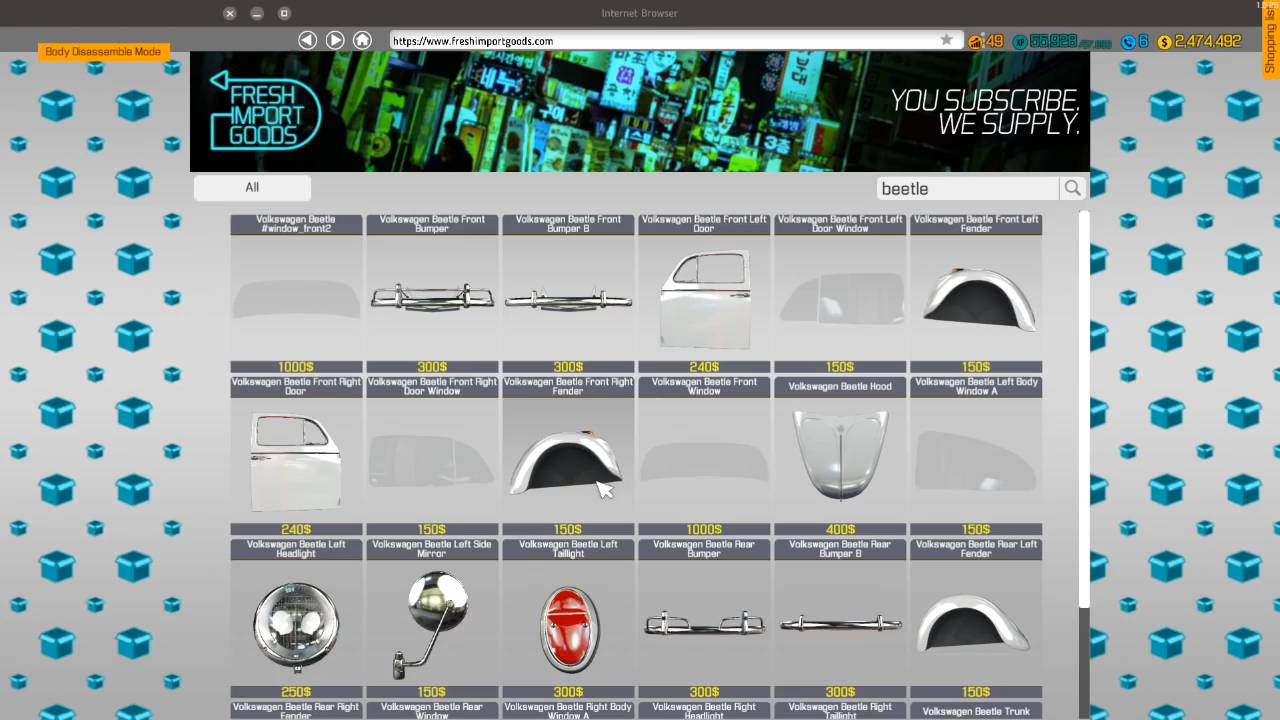 Internet Browser
1.5.25
Shopping list
Body Disassemble Mode
https://www.freshimportgoods.com
49
XP
6
$ 2,474,492
FRESH
IMPORT
GOODS
YOU SUBSCRIBE,
WE SUPPLY.
All
beetle
Volkswagen Beetle
#window_front2
Volkswagen Beetle Front
Bumper
Volkswagen Beetle Front
Bumper B
Volkswagen Beetle Front Left
Door
Volkswagen Beetle Front Left
Door Window
Volkswagen Beetle Front Left
Fender
1000$
300$
300$
240$
150$
150$
Volkswagen Beetle Front Right
Door
Volkswagen Beetle Front Right
Door Window
Volkswagen Beetle Front Right
Fender
Volkswagen Beetle Front
Window
Volkswagen Beetle Hood
Volkswagen Beetle Left Body
Window A
240$
150$
150$
1000$
400$
150$
Volkswagen Beetle Left
Headlight
Volkswagen Beetle Left Side
Mirror
Volkswagen Beetle Left
Taillight
Volkswagen Beetle Rear
Bumper
Volkswagen Beetle Rear
Bumper B
Volkswagen Beetle Rear Left
Fender
250$
150$
300$
300$
300$
150$
Volkswagen Beetle Rear Right
Fender
Volkswagen Beetle Rear
Window
Volkswagen Beetle Right Body
Window A
Volkswagen Beetle Right
Headlight
Volkswagen Beetle Right
Taillight
Volkswagen Beetle Trunk